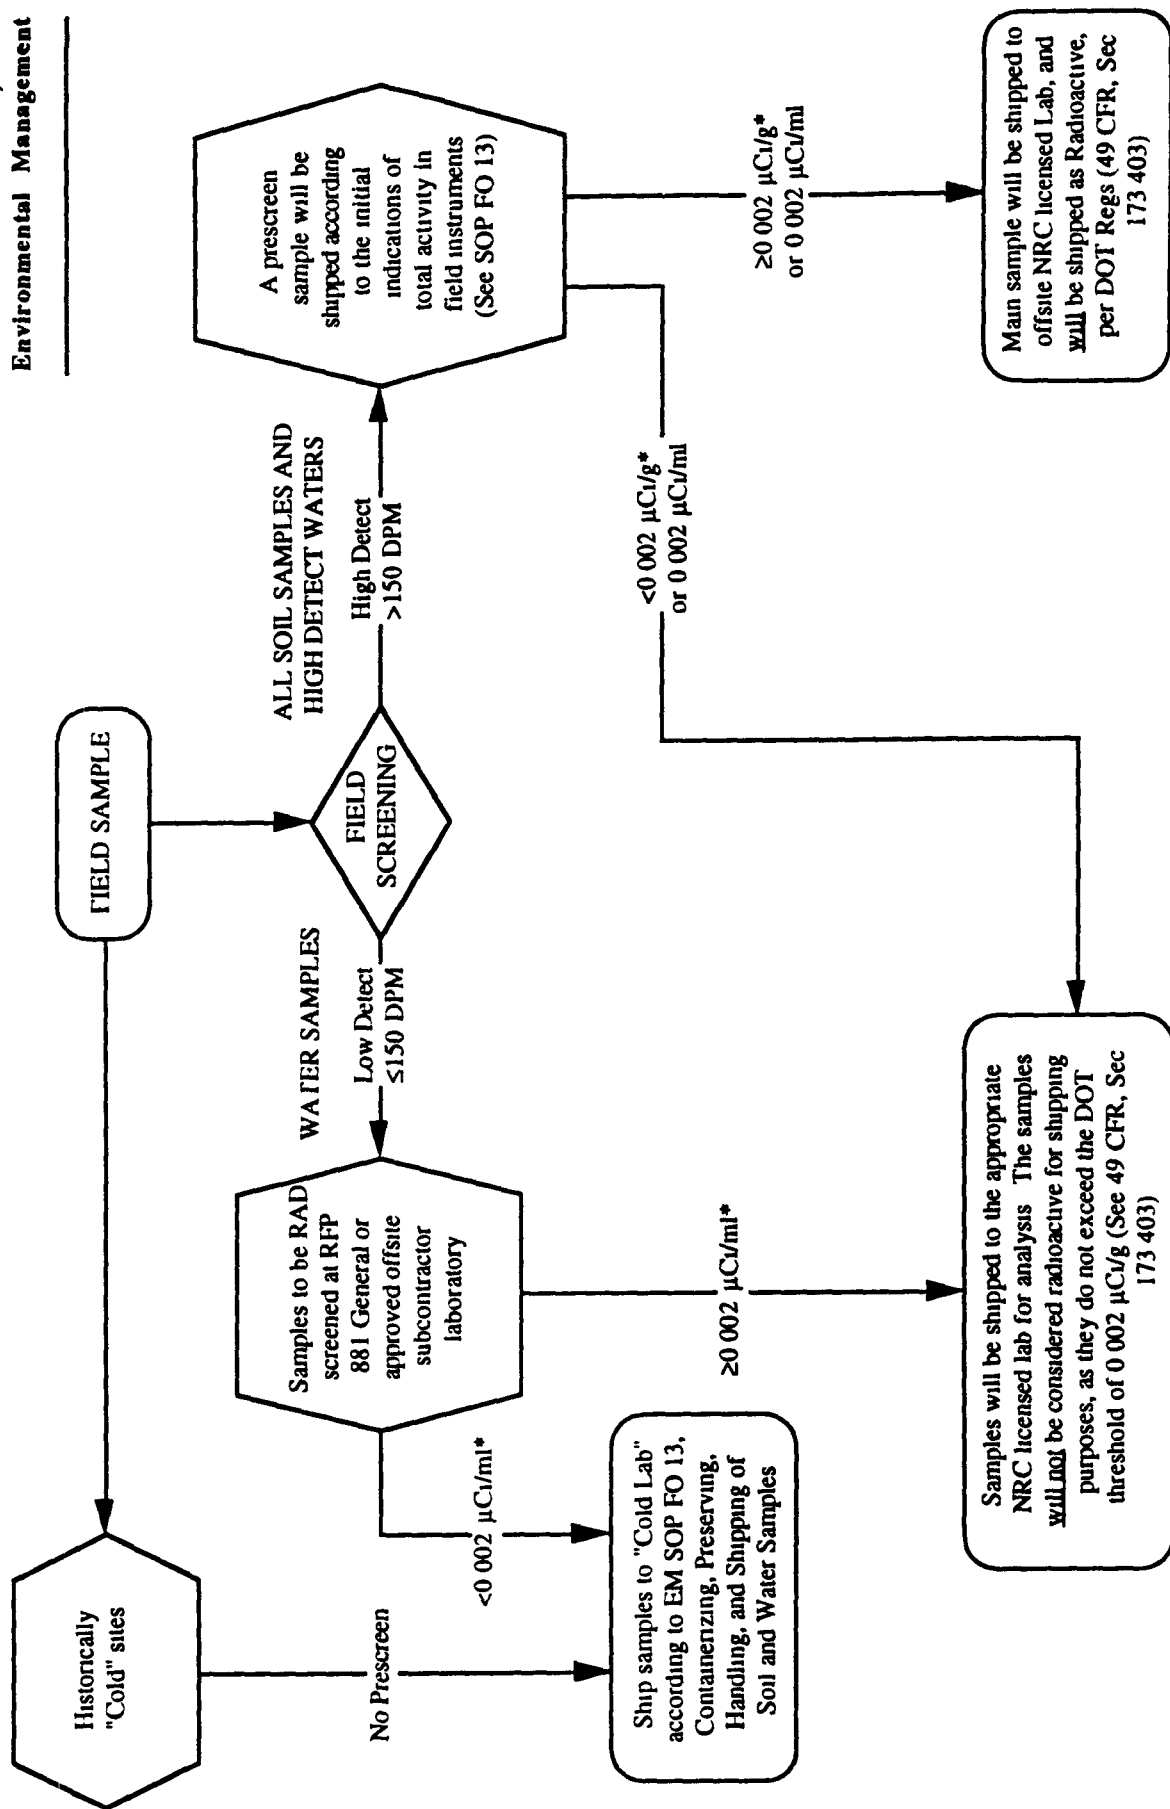 Environmental Management
FIELD SAMPLE
Historically
"Cold" sites
FIELD
SCREENING
ALL SOIL SAMPLES AND
HIGH DETECT WATERS
High Detect
>150 DPM
WATER SAMPLES
Low Detect
≤150 DPM
A prescreen
sample will be
shipped according
to the initial
indications of
total activity in
field instruments
(See SOP FO 13)
Samples to be RAD
screened at RFP
881 General or
approved offsite
subcontractor
laboratory
No Prescreen
<0 002 μCi/ml*
≥0 002 μCi/ml*
<0 002 μCi/g*
or 0 002 μCi/ml
≥0 002 μCi/g*
or 0 002 μCi/ml
Ship samples to "Cold Lab"
according to EM SOP FO 13,
Containerizing, Preserving,
Handling, and Shipping of
Soil and Water Samples
Samples will be shipped to the appropriate
NRC licensed lab for analysis The samples
will not be considered radioactive for shipping
purposes, as they do not exceed the DOT
threshold of 0 002 μCi/g (See 49 CFR, Sec
173 403)
Main sample will be shipped to
offsite NRC licensed Lab, and
will be shipped as Radioactive,
per DOT Regs (49 CFR, Sec
173 403)